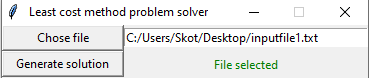 Least cost method problem solver
Chose file C:/Users/Skot/Desktop/inputfile1.txt
Generate solution File selected